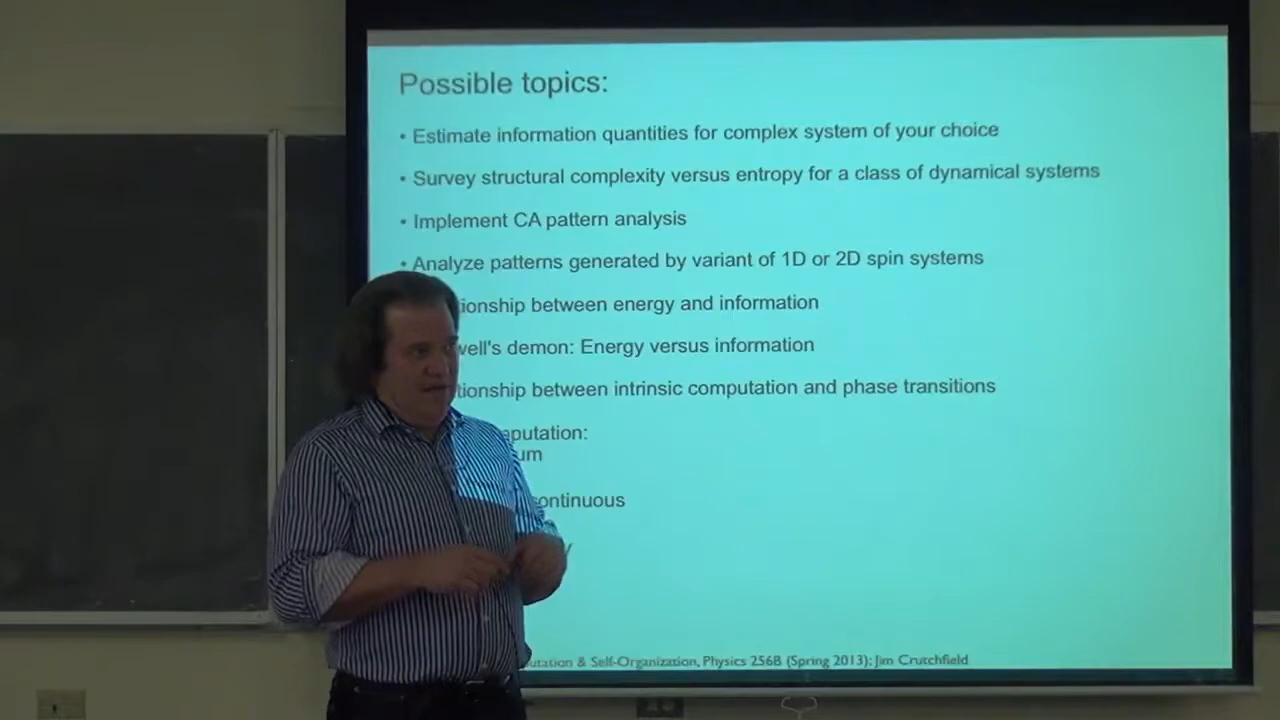 Possible topics:
• Estimate information quantities for complex system of your choice
• Survey structural complexity versus entropy for a class of dynamical systems
• Implement CA pattern analysis
• Analyze patterns generated by variant of 1D or 2D spin systems
ionship between energy and information
well's demon: Energy versus information
tionship between intrinsic computation and phase transitions
putation:
um
continuous
utation & Self-Organization, Physics 256B (Spring 2013); Jim Crutchfield